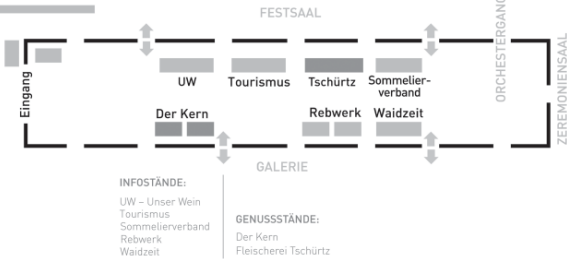 FESTSAAL
ORCHESTERGANG
ZEREMONIENSAAL
Eingang
UW
Tourismus
Tschürtz
Sommelier-
verband
Der Kern
Rebwerk
Waidzeit
GALERIE
INFOSTÄNDE:
UW – Unser Wein
Tourismus
Sommelierverband
Rebwerk
Waidzeit
GENUSSSTÄNDE:
Der Kern
Fleischerei Tschürtz